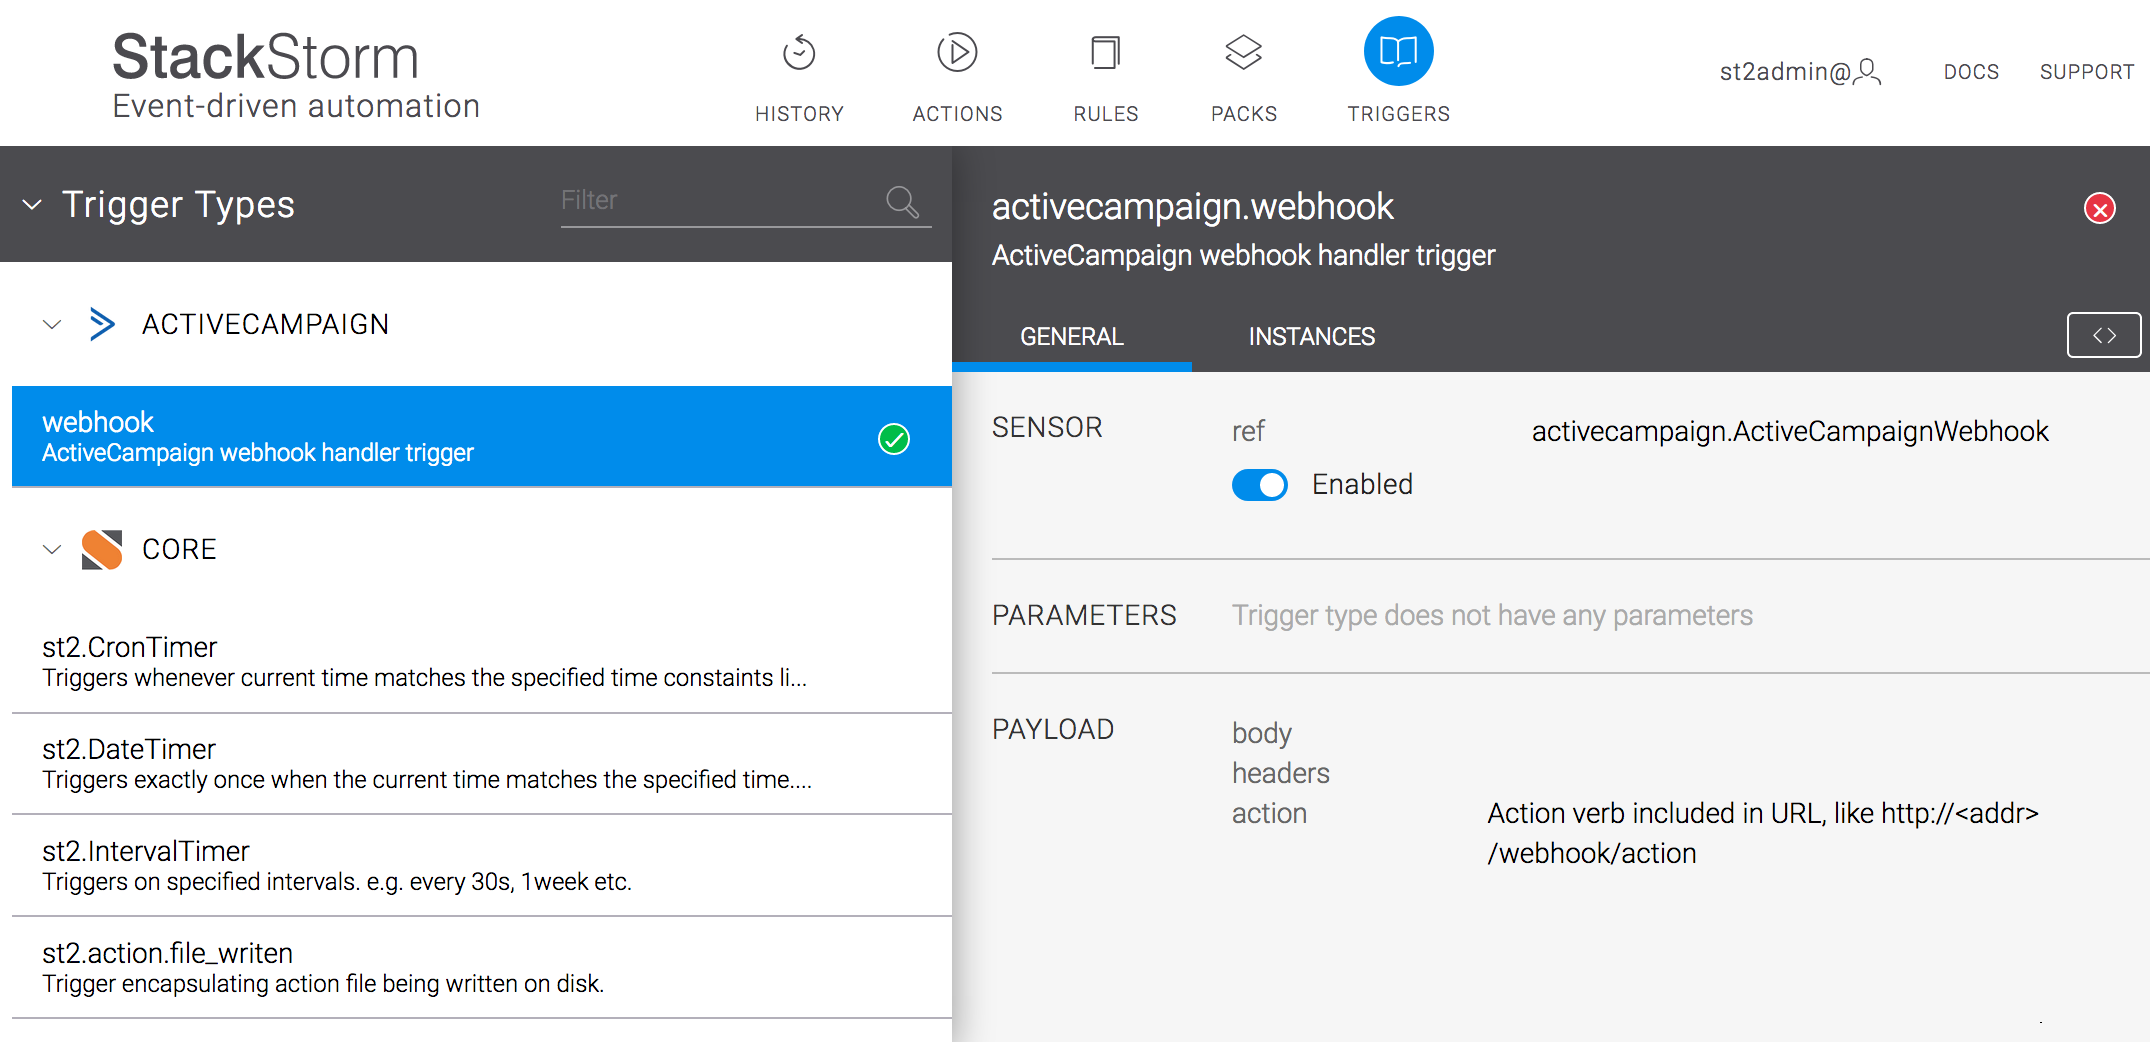 StackStorm
Event-driven automation
HISTORY
ACTIONS
RULES
PACKS
TRIGGERS
st2admin@
DOCS
SUPPORT
Trigger Types
Filter
ACTIVECAMPAIGN
webhook
ActiveCampaign webhook handler trigger
CORE
st2.CronTimer
Triggers whenever current time matches the specified time constaints li...
st2.DateTimer
Triggers exactly once when the current time matches the specified time....
st2.IntervalTimer
Triggers on specified intervals. e.g. every 30s, 1week etc.
st2.action.file_writen
Trigger encapsulating action file being written on disk.
activecampaign.webhook
ActiveCampaign webhook handler trigger
GENERAL
INSTANCES
<>
SENSOR
ref
activecampaign.ActiveCampaignWebhook
Enabled
PARAMETERS
Trigger type does not have any parameters
PAYLOAD
body
headers
action
Action verb included in URL, like http://<addr>
/webhook/action